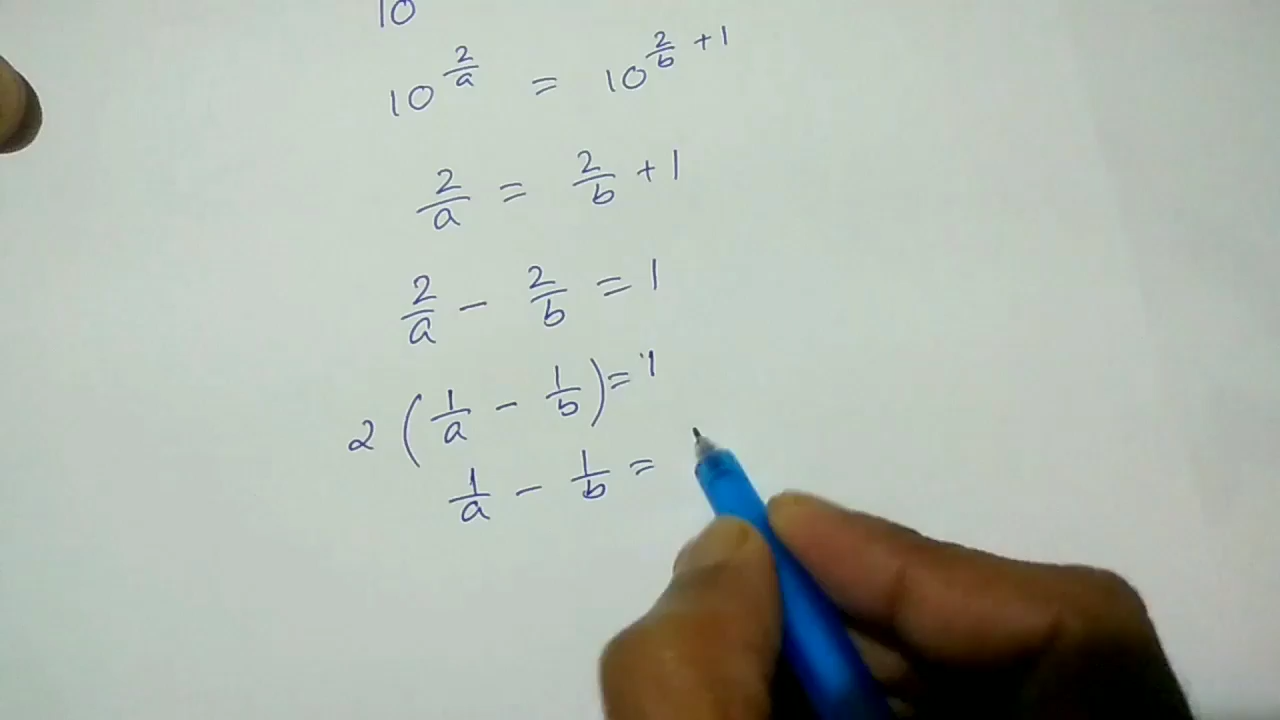 10
10^(2/a) = 10^(2/b + 1)
2/a = 2/b + 1
2/a - 2/b = 1
2 (1/a - 1/b) = 1
1/a - 1/b =